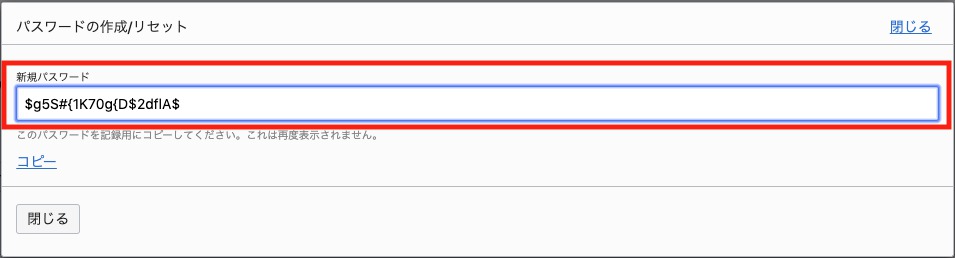 パスワードの作成/リセット
閉じる
新規パスワード
$g5S#{1K70g{D$2dflA$
このパスワードを記録用にコピーしてください。これは再度表示されません。
コピー
閉じる